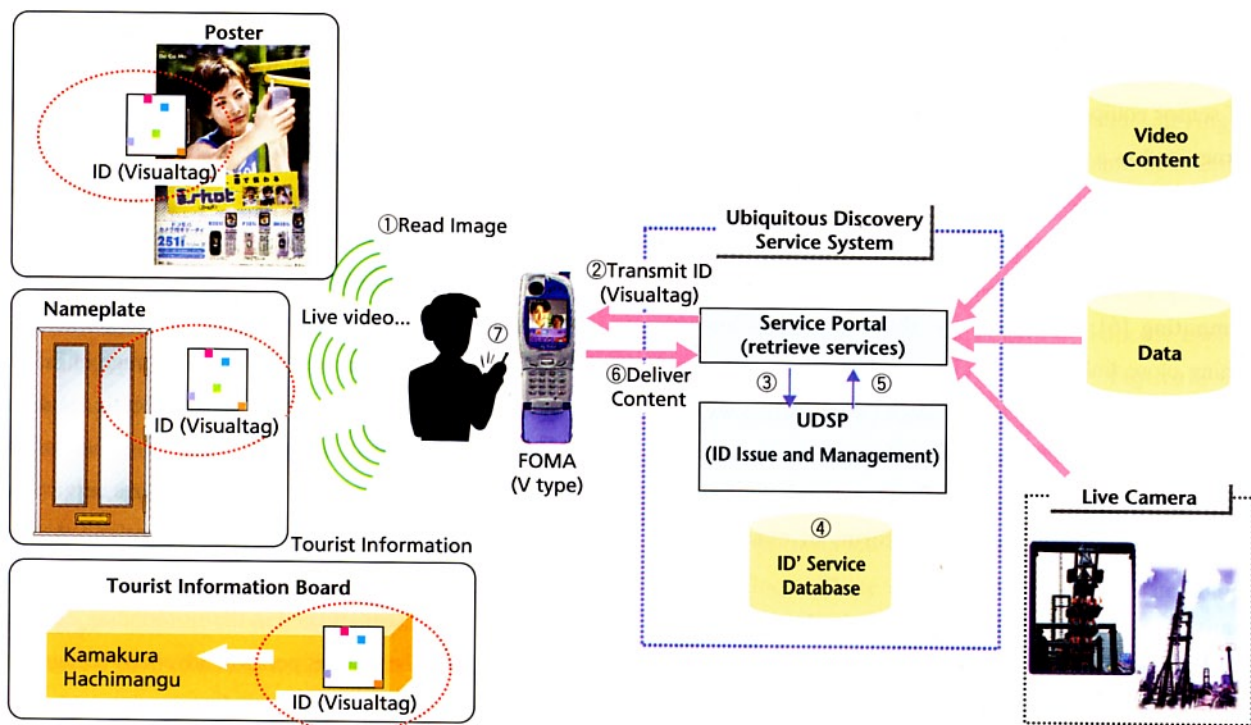 Poster
ID (Visualtag)
251i
①Read Image
Nameplate
ID (Visualtag)
Live video...
⑦
FOMA
(V type)
Tourist Information
Tourist Information Board
Kamakura
Hachimangu
ID (Visualtag)
Ubiquitous Discovery
Service System
②Transmit ID
(Visualtag)
Service Portal
(retrieve services)
⑥Deliver
Content
③
⑤
UDSP
(ID Issue and Management)
④
ID' Service
Database
Video
Content
Data
Live Camera